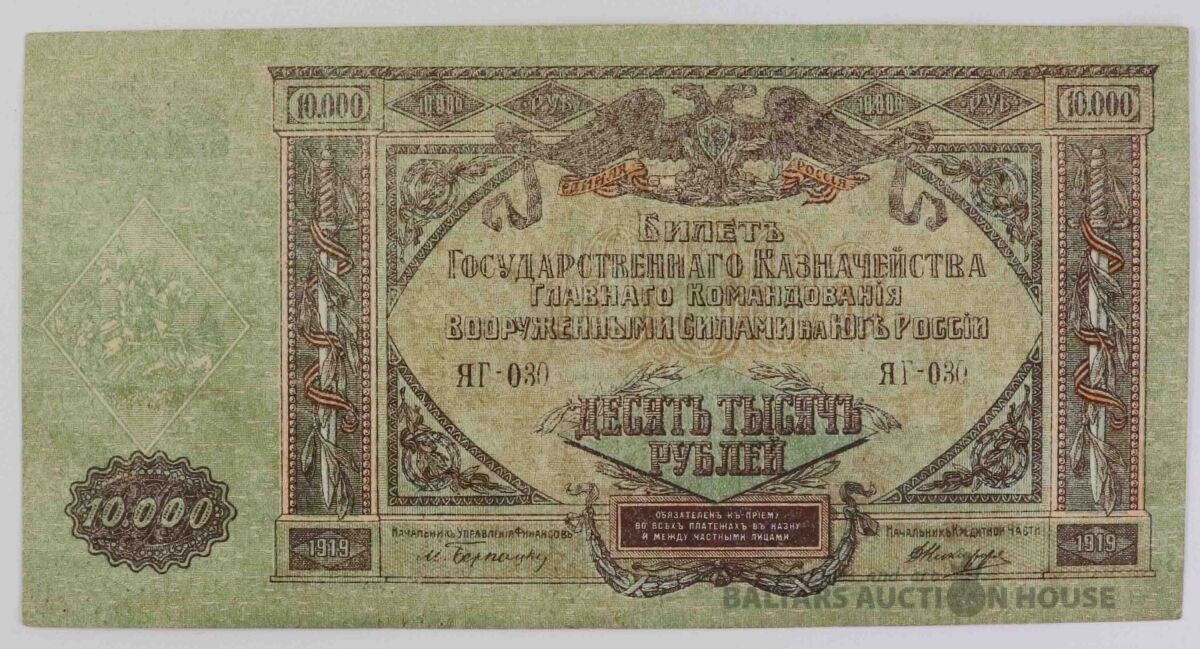 10.000 10.000 РУБ 10.000 РУБ 10.000
ЕДИНАЯ РОССІЯ
БИЛЕТЪ
ГОСУДАРСТВЕННАГО КАЗНАЧЕЙСТВА
ГЛАВНАГО КОМАНДОВАНІЯ
ВООРУЖЕННЫМИ СИЛАМИ НА ЮГѢ РОССІИ
ЯГ-030 ЯГ-030
ДЕСЯТЬ ТЫСЯЧЪ
РУБЛЕЙ
10.000
ОБЯЗАТЕЛЕНЪ КЪ ПРІЕМУ
ВО ВСѢХЪ ПЛАТЕЖАХЪ ВЪ КАЗНУ
И МЕЖДУ ЧАСТНЫМИ ЛИЦАМИ
НАЧАЛЬНИКЪ УПРАВЛЕНІЯ ФИНАНСОВЪ НАЧАЛЬНИКЪ КРЕДИТНОЙ ЧАСТИ
1919 1919
BALTARS AUCTION HOUSE